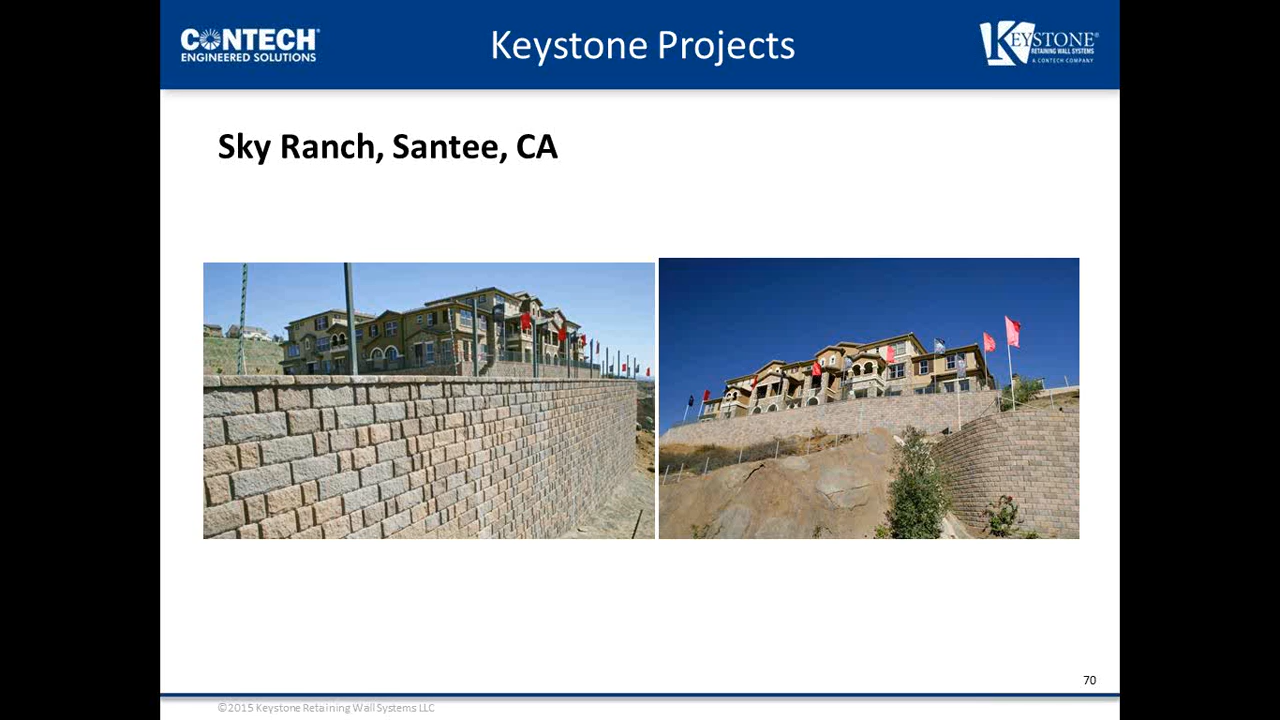 CONTECH®
ENGINEERED SOLUTIONS
Keystone Projects
KEYSTONE®
RETAINING WALL SYSTEMS
A CONTECH COMPANY
Sky Ranch, Santee, CA
70
©2015 Keystone Retaining Wall Systems LLC